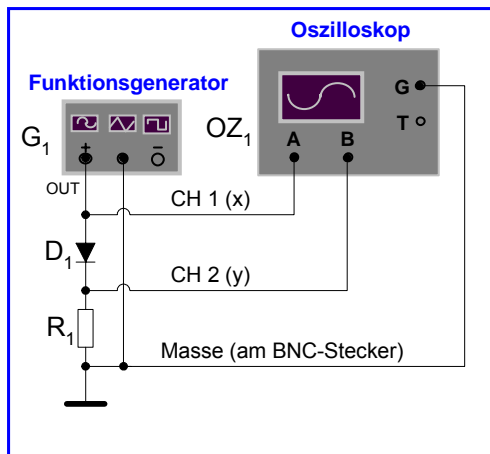 Oszilloskop
Funktionsgenerator
G
G₁
OZ₁
T
+
−
A
B
OUT
CH 1 (x)
D₁
CH 2 (y)
R₁
Masse (am BNC-Stecker)